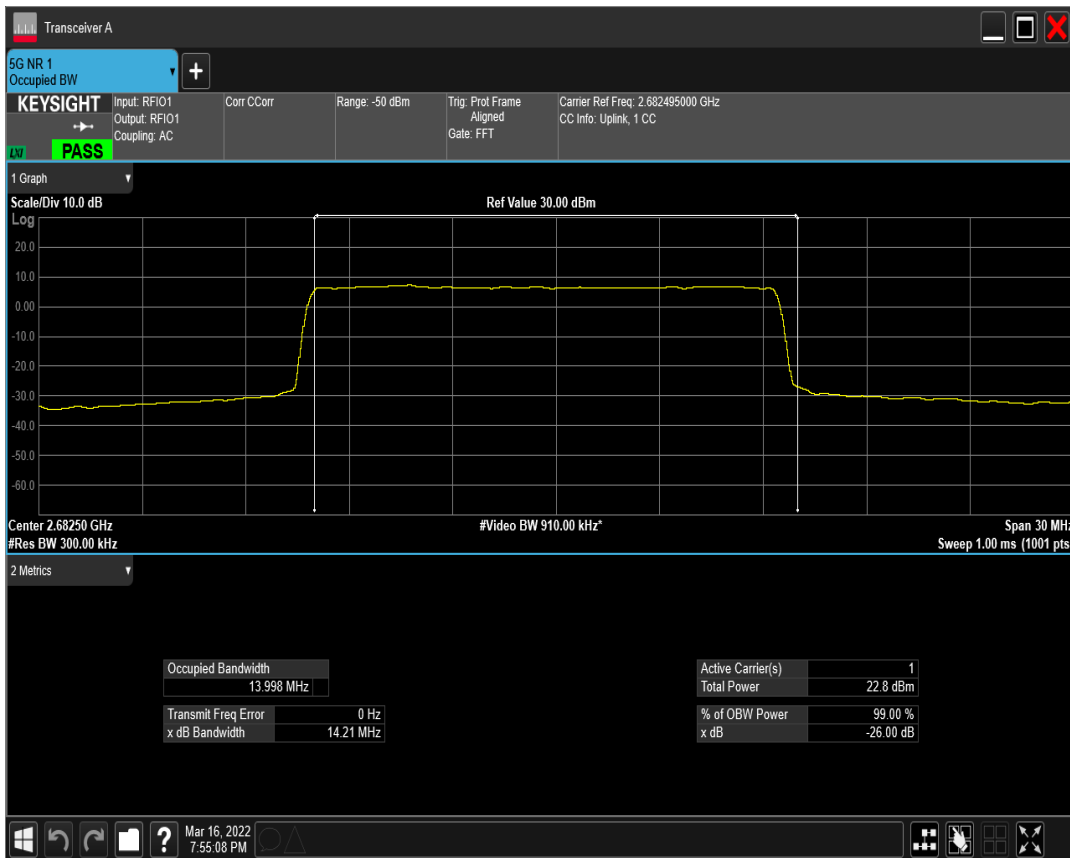 Transceiver A
5G NR 1
Occupied BW
+
KEYSIGHT
LXI
PASS
Input: RFIO1
Output: RFIO1
Coupling: AC
Corr CCorr
Range: -50 dBm
Trig: Prot Frame
Aligned
Gate: FFT
Carrier Ref Freq: 2.682495000 GHz
CC Info: Uplink, 1 CC
1 Graph
Scale/Div 10.0 dB
Ref Value 30.00 dBm
Log
20.0
10.0
0.00
-10.0
-20.0
-30.0
-40.0
-50.0
-60.0
Center 2.68250 GHz
#Video BW 910.00 kHz*
Span 30 MHz
#Res BW 300.00 kHz
Sweep 1.00 ms (1001 pts
2 Metrics
Occupied Bandwidth
13.998 MHz
Transmit Freq Error 0 Hz
x dB Bandwidth 14.21 MHz
Active Carrier(s) 1
Total Power 22.8 dBm
% of OBW Power 99.00 %
x dB -26.00 dB
?
Mar 16, 2022
7:55:08 PM